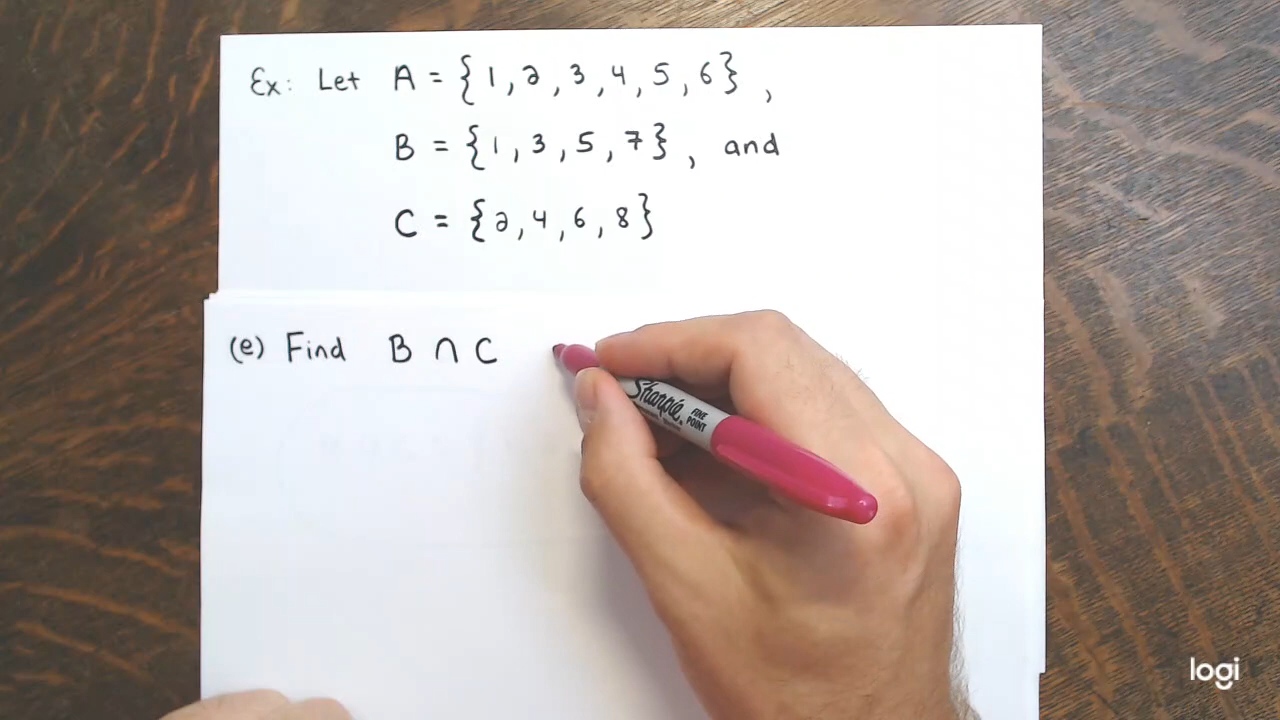 Ex: Let A = {1, 2, 3, 4, 5, 6},
B = {1, 3, 5, 7}, and
C = {2, 4, 6, 8}
(e) Find B ∩ C
Sharpie.
FINE
POINT
logi